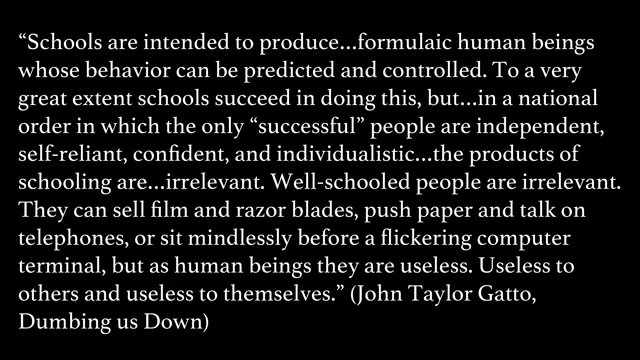 “Schools are intended to produce…formulaic human beings
whose behavior can be predicted and controlled. To a very
great extent schools succeed in doing this, but…in a national
order in which the only “successful” people are independent,
self-reliant, confident, and individualistic…the products of
schooling are…irrelevant. Well-schooled people are irrelevant.
They can sell film and razor blades, push paper and talk on
telephones, or sit mindlessly before a flickering computer
terminal, but as human beings they are useless. Useless to
others and useless to themselves.” (John Taylor Gatto,
Dumbing us Down)